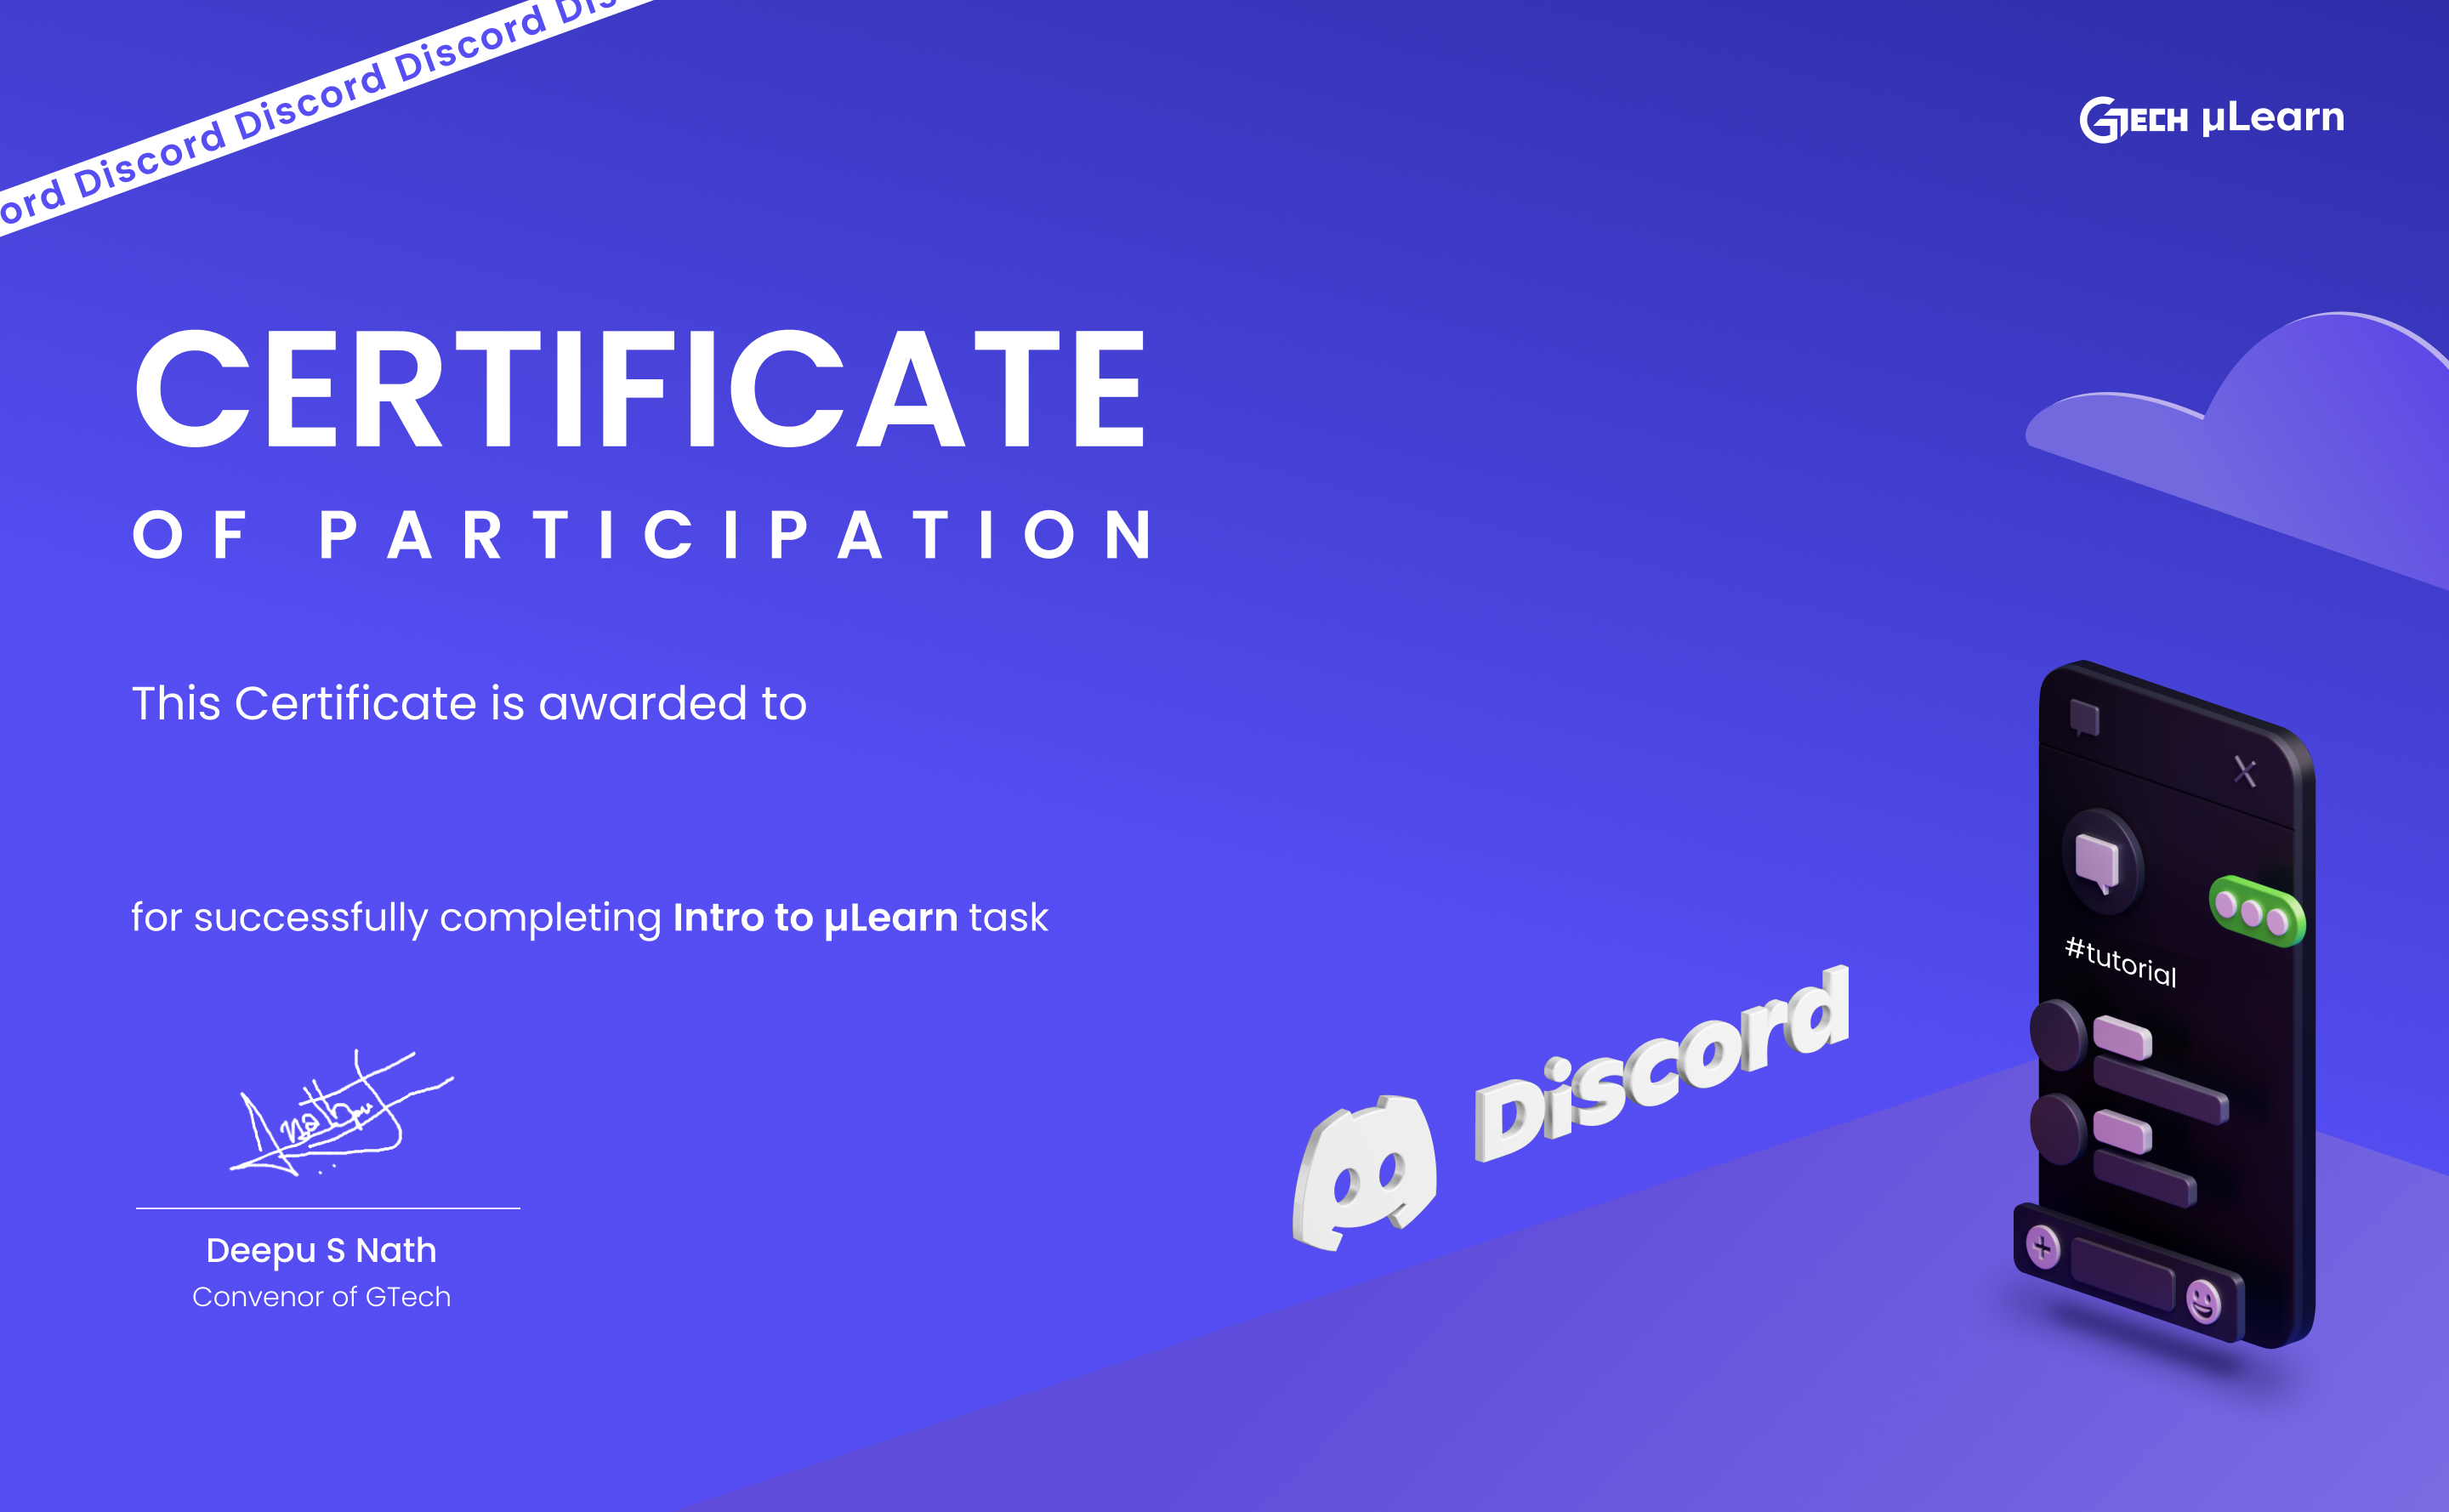 ord Discord Discord Discord Dis
GTECH µLearn
CERTIFICATE
OF PARTICIPATION
This Certificate is awarded to
for successfully completing Intro to µLearn task
#tutorial
Discord
Deepu S Nath
Convenor of GTech